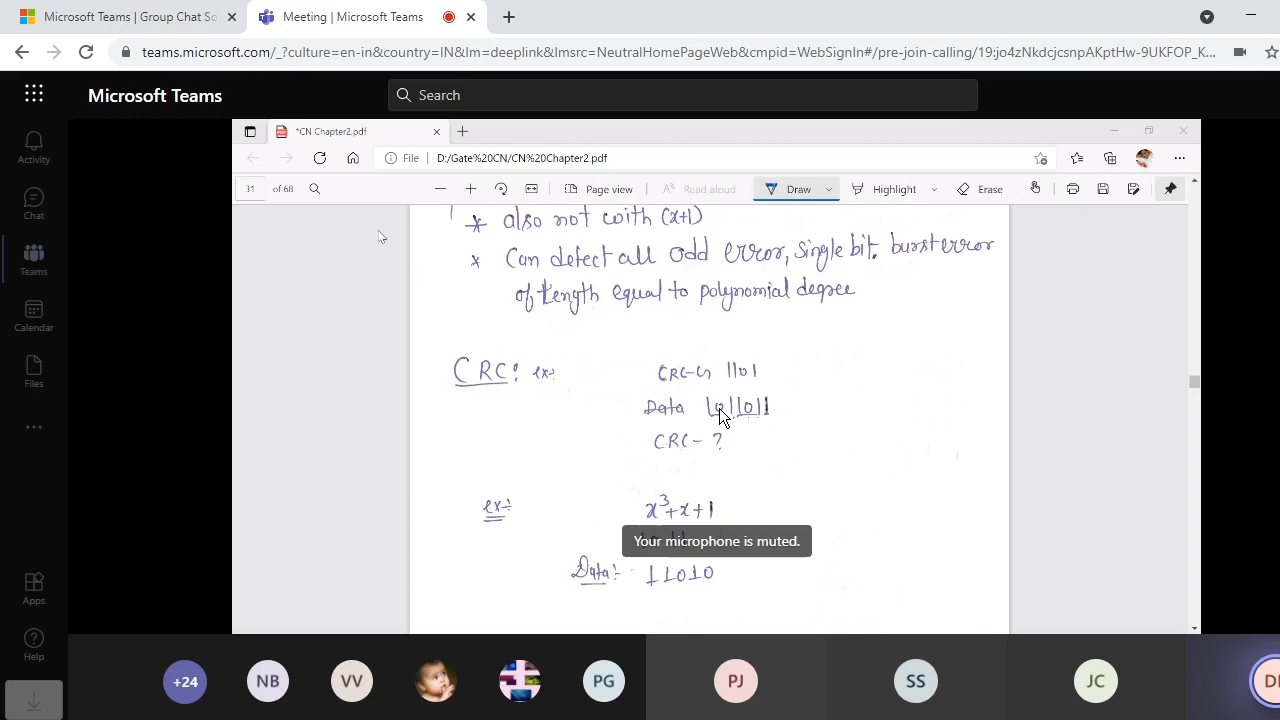 Microsoft Teams | Group Chat So
Meeting | Microsoft Teams
teams.microsoft.com/_?culture=en-in&country=IN&lm=deeplink&lmsrc=NeutralHomePageWeb&cmpid=WebSignIn#/pre-join-calling/19:jo4zNkdcjcsnpAKptHw-9UKFOP_K...
Microsoft Teams
Search
Activity
Chat
Teams
Calendar
Files
Apps
Help
*CN Chapter2.pdf
File D:/Gate%20CN/CN%20Chapter2.pdf
31 of 68
Page view
Read aloud
Draw
Highlight
Erase
* also not with (x+1)
* Can detect all odd error, single bit, burst error
of length equal to polynomial degree
CRC: ex:- CRC-G 1101
Data 1011011
CRC - ?
ex:- x³+x+1
Your microphone is muted.
Data:- 11010
+24
NB
VV
PG
PJ
SS
JC